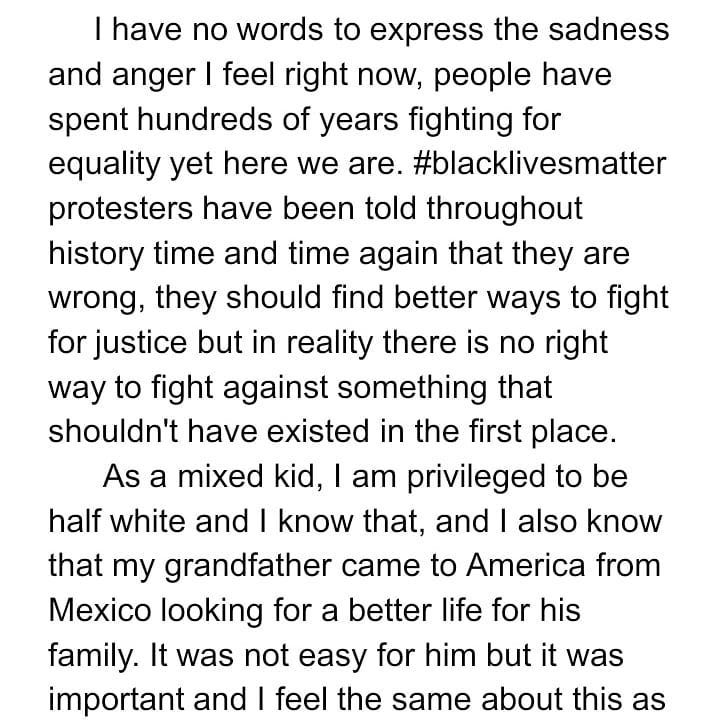 I have no words to express the sadness
and anger I feel right now, people have
spent hundreds of years fighting for
equality yet here we are. #blacklivesmatter
protesters have been told throughout
history time and time again that they are
wrong, they should find better ways to fight
for justice but in reality there is no right
way to fight against something that
shouldn't have existed in the first place.
As a mixed kid, I am privileged to be
half white and I know that, and I also know
that my grandfather came to America from
Mexico looking for a better life for his
family. It was not easy for him but it was
important and I feel the same about this as